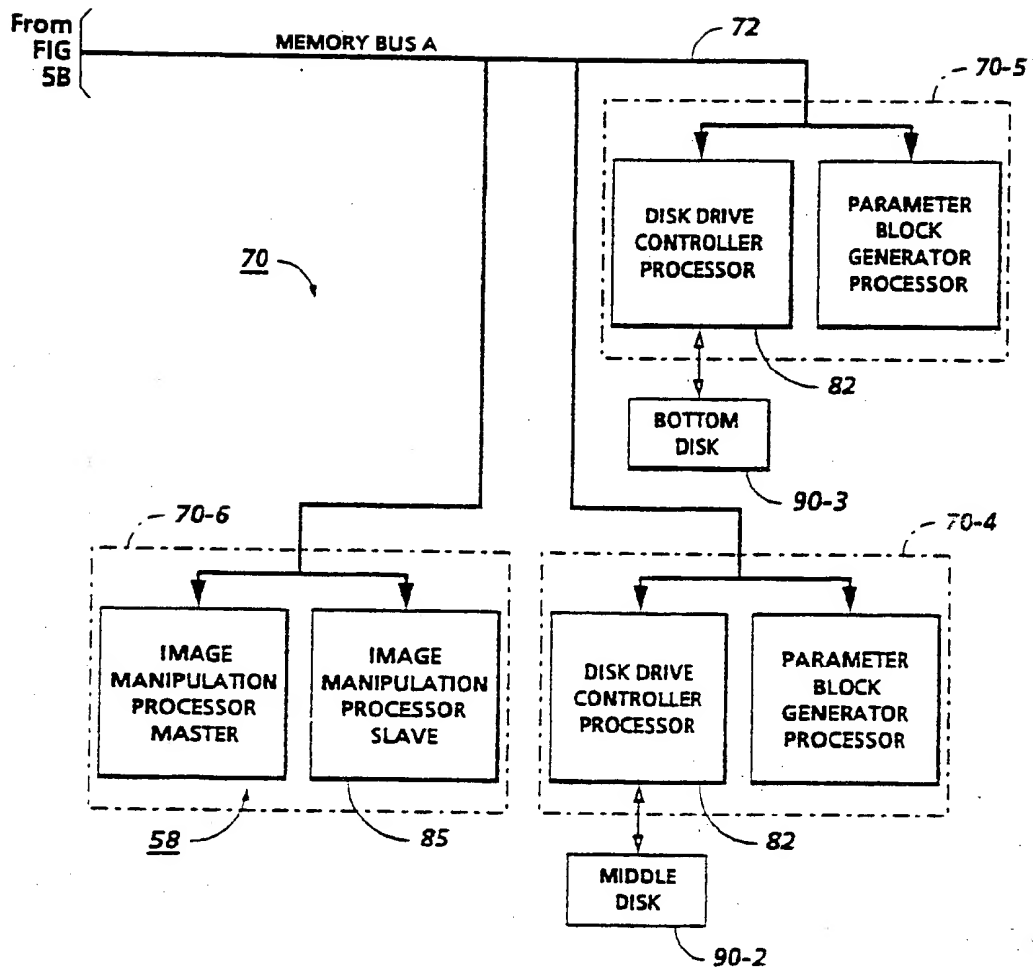 From
FIG
5B
MEMORY BUS A
72
70-5
DISK DRIVE
CONTROLLER
PROCESSOR
PARAMETER
BLOCK
GENERATOR
PROCESSOR
70
82
BOTTOM
DISK
90-3
70-6
70-4
IMAGE
MANIPULATION
PROCESSOR
MASTER
IMAGE
MANIPULATION
PROCESSOR
SLAVE
DISK DRIVE
CONTROLLER
PROCESSOR
PARAMETER
BLOCK
GENERATOR
PROCESSOR
58
85
82
MIDDLE
DISK
90-2